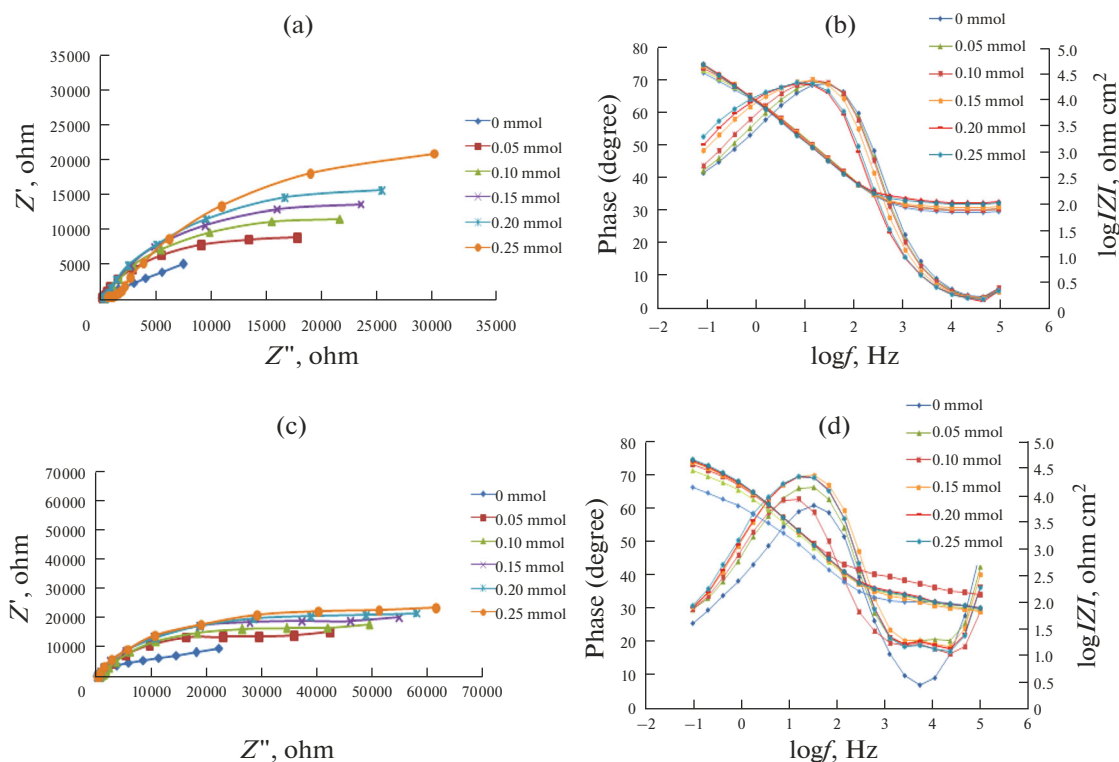 (a)
Z', ohm
35000
30000
25000
20000
15000
10000
5000
0
5000
10000
15000
20000
25000
30000
35000
Z'', ohm
0 mmol
0.05 mmol
0.10 mmol
0.15 mmol
0.20 mmol
0.25 mmol
(b)
Phase (degree)
80
70
60
50
40
30
20
10
0
−2
−1
0
1
2
3
4
5
6
logf, Hz
5.0
4.5
4.0
3.5
3.0
2.5
2.0
1.5
1.0
0.5
0
logIZI, ohm cm2
0 mmol
0.05 mmol
0.10 mmol
0.15 mmol
0.20 mmol
0.25 mmol
(c)
Z', ohm
70000
60000
50000
40000
30000
20000
10000
0
10000
20000
30000
40000
50000
60000
70000
Z'', ohm
0 mmol
0.05 mmol
0.10 mmol
0.15 mmol
0.20 mmol
0.25 mmol
(d)
Phase (degree)
80
70
60
50
40
30
20
10
0
−2
−1
0
1
2
3
4
5
6
logf, Hz
5.0
4.5
4.0
3.5
3.0
2.5
2.0
1.5
1.0
0.5
0
logIZI, ohm cm2
0 mmol
0.05 mmol
0.10 mmol
0.15 mmol
0.20 mmol
0.25 mmol